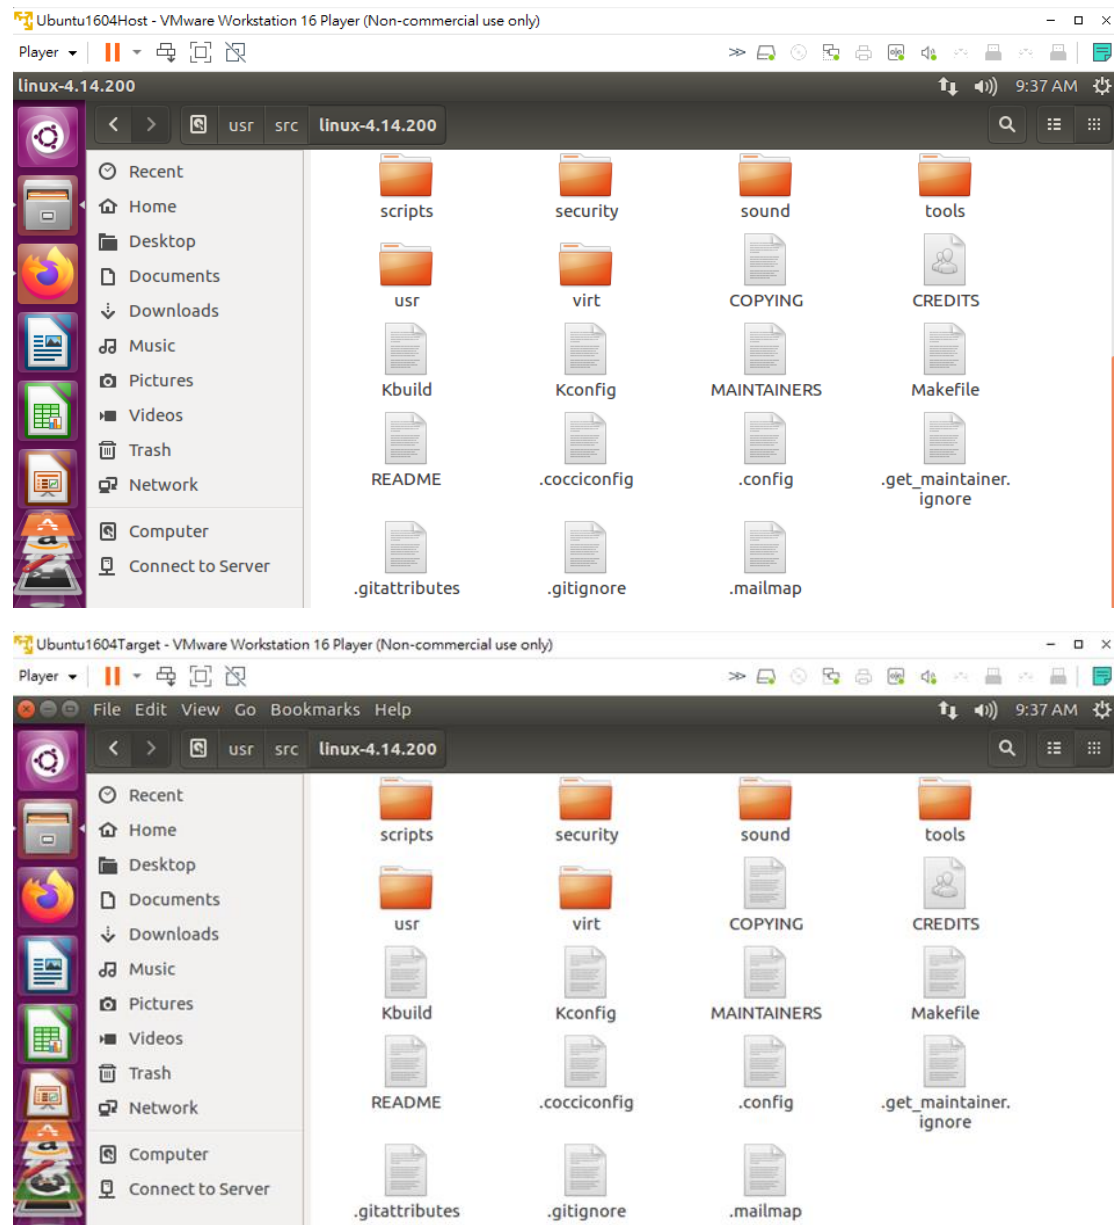 Ubuntu1604Host - VMware Workstation 16 Player (Non-commercial use only)
Player
linux-4.14.200
9:37 AM
usr src linux-4.14.200
Recent
Home
Desktop
Documents
Downloads
Music
Pictures
Videos
Trash
Network
Computer
Connect to Server
scripts security sound tools
usr virt COPYING CREDITS
Kbuild Kconfig MAINTAINERS Makefile
README .cocciconfig .config .get_maintainer.
ignore
.gitattributes .gitignore .mailmap
Ubuntu1604Target - VMware Workstation 16 Player (Non-commercial use only)
Player
File Edit View Go Bookmarks Help
9:37 AM
usr src linux-4.14.200
Recent
Home
Desktop
Documents
Downloads
Music
Pictures
Videos
Trash
Network
Computer
Connect to Server
scripts security sound tools
usr virt COPYING CREDITS
Kbuild Kconfig MAINTAINERS Makefile
README .cocciconfig .config .get_maintainer.
ignore
.gitattributes .gitignore .mailmap